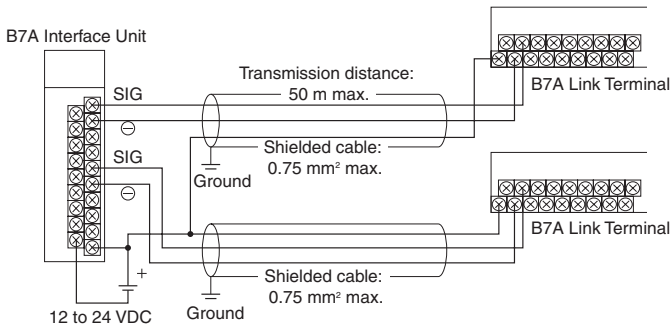 B7A Interface Unit
SIG
⊖
SIG
⊖
Transmission distance:
50 m max.
Shielded cable:
0.75 mm² max.
Ground
B7A Link Terminal
B7A Link Terminal
Shielded cable:
0.75 mm² max.
Ground
+
12 to 24 VDC